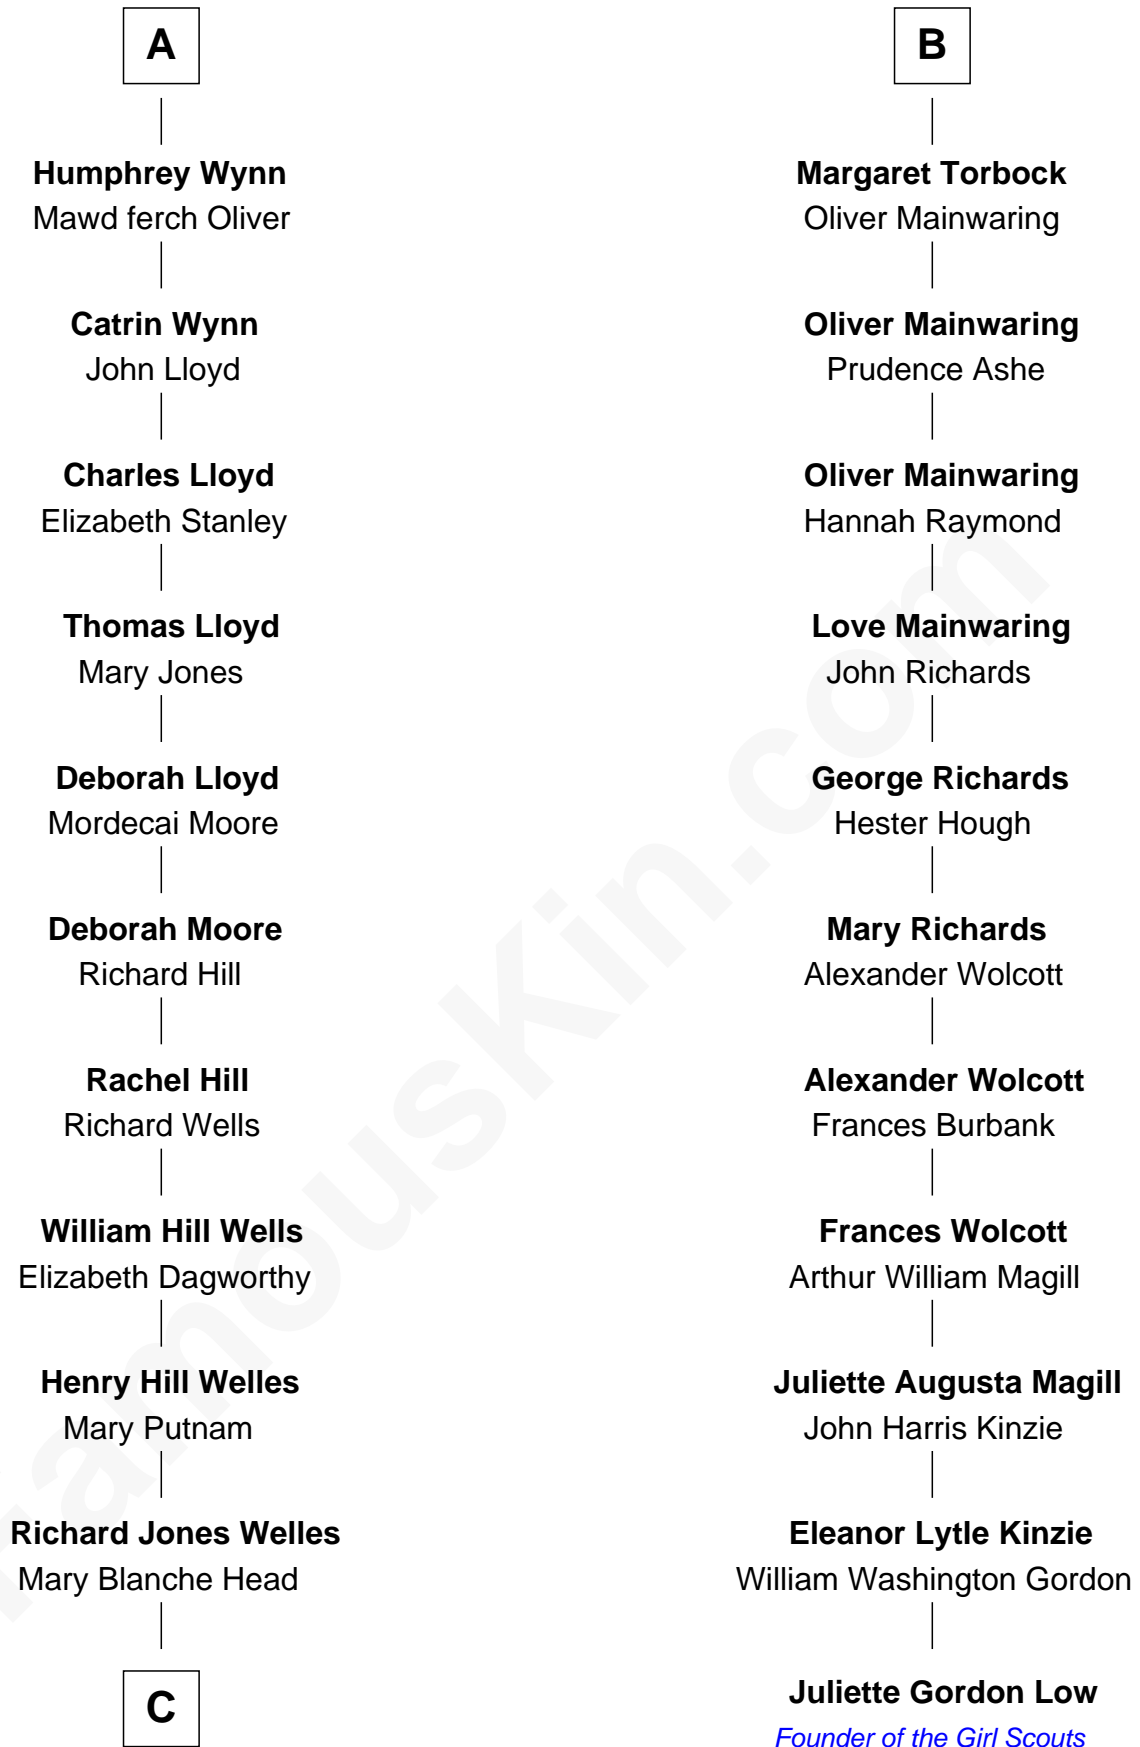 A
Humphrey Wynn
Mawd ferch Oliver
Catrin Wynn
John Lloyd
Charles Lloyd
Elizabeth Stanley
Thomas Lloyd
Mary Jones
Deborah Lloyd
Mordecai Moore
Deborah Moore
Richard Hill
Rachel Hill
Richard Wells
William Hill Wells
Elizabeth Dagworthy
Henry Hill Welles
Mary Putnam
Richard Jones Welles
Mary Blanche Head
C
B
Margaret Torbock
Oliver Mainwaring
Oliver Mainwaring
Prudence Ashe
Oliver Mainwaring
Hannah Raymond
Love Mainwaring
John Richards
George Richards
Hester Hough
Mary Richards
Alexander Wolcott
Alexander Wolcott
Frances Burbank
Frances Wolcott
Arthur William Magill
Juliette Augusta Magill
John Harris Kinzie
Eleanor Lytle Kinzie
William Washington Gordon
Juliette Gordon Low
Founder of the Girl Scouts
FamousKin.com